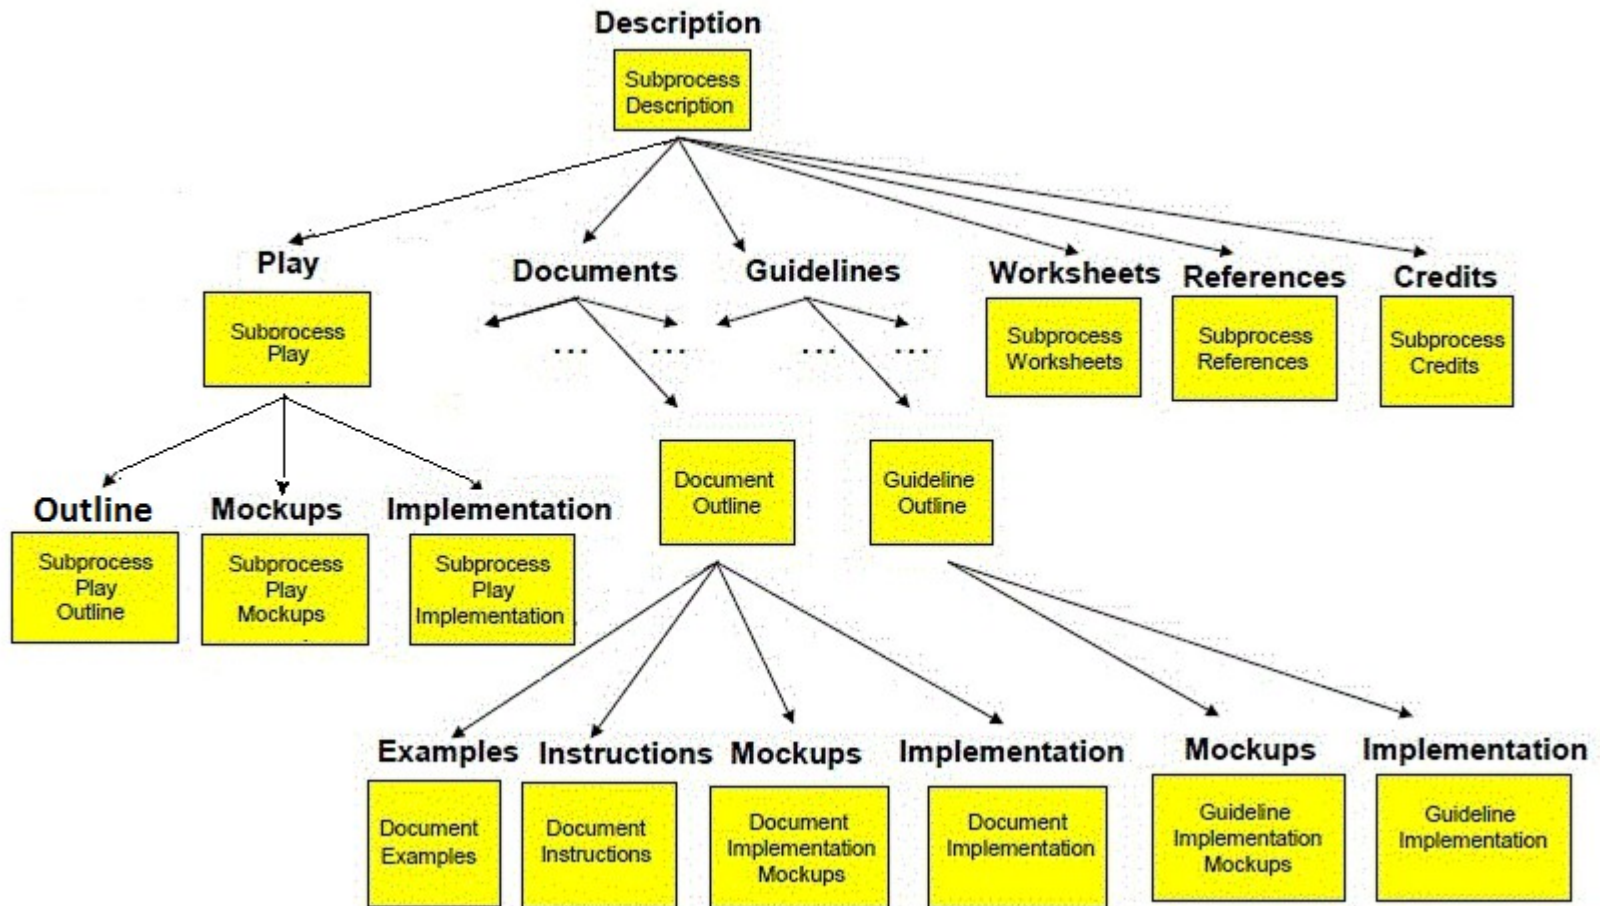 Description
Subprocess
Description
Play
Documents
Guidelines
Worksheets
References
Credits
Subprocess
Play
Subprocess
Worksheets
Subprocess
References
Subprocess
Credits
...
...
...
...
Document
Outline
Guideline
Outline
Outline
Mockups
Implementation
Subprocess
Play
Outline
Subprocess
Play
Mockups
Subprocess
Play
Implementation
Examples
Instructions
Mockups
Implementation
Mockups
Implementation
Document
Examples
Document
Instructions
Document
Implementation
Mockups
Document
Implementation
Guideline
Implementation
Mockups
Guideline
Implementation